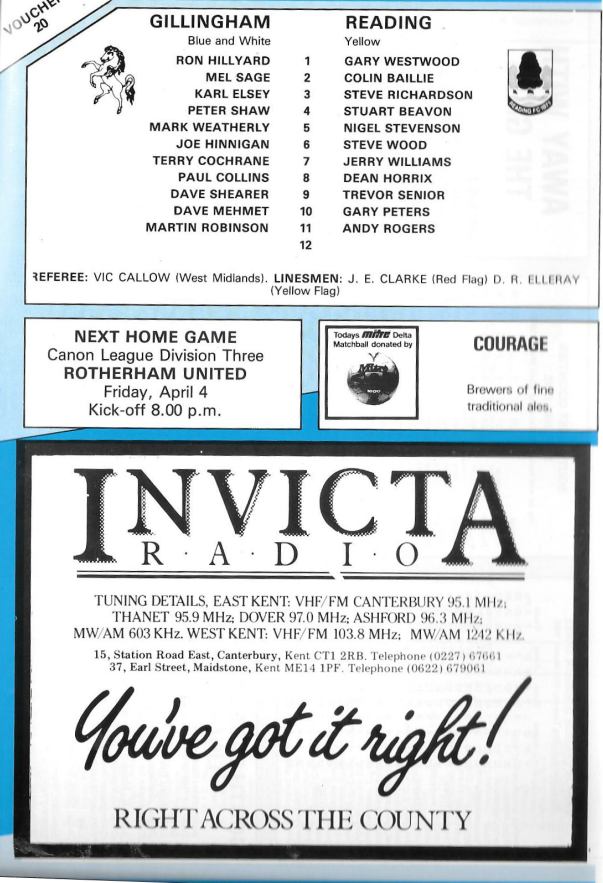 VOUCHER
20
GILLINGHAM READING
Blue and White Yellow
RON HILLYARD 1 GARY WESTWOOD
MEL SAGE 2 COLIN BAILLIE
KARL ELSEY 3 STEVE RICHARDSON
PETER SHAW 4 STUART BEAVON
MARK WEATHERLY 5 NIGEL STEVENSON
JOE HINNIGAN 6 STEVE WOOD
TERRY COCHRANE 7 JERRY WILLIAMS
PAUL COLLINS 8 DEAN HORRIX
DAVE SHEARER 9 TREVOR SENIOR
DAVE MEHMET 10 GARY PETERS
MARTIN ROBINSON 11 ANDY ROGERS
12
READING FC 1871
REFEREE: VIC CALLOW (West Midlands). LINESMEN: J. E. CLARKE (Red Flag) D. R. ELLERAY
(Yellow Flag)
NEXT HOME GAME
Canon League Division Three
ROTHERHAM UNITED
Friday, April 4
Kick-off 8.00 p.m.
Todays mitre Delta
Matchball donated by
Mitre
COURAGE
Brewers of fine
traditional ales.
INVICTA
R·A·D·I·O
TUNING DETAILS, EAST KENT: VHF/FM CANTERBURY 95.1 MHz;
THANET 95.9 MHz; DOVER 97.0 MHz; ASHFORD 96.3 MHz;
MW/AM 603 KHz. WEST KENT: VHF/FM 103.8 MHz; MW/AM 1242 KHz.
15, Station Road East, Canterbury, Kent CT1 2RB. Telephone (0227) 67661
37, Earl Street, Maidstone, Kent ME14 1PF. Telephone (0622) 679061
You've got it right!
RIGHT ACROSS THE COUNTY